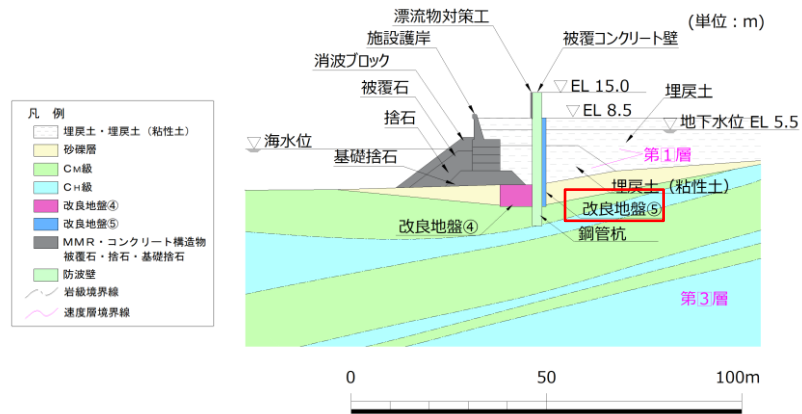 漂流物対策工
(単位：m)
施設護岸
被覆コンクリート壁
消波ブロック
被覆石
EL 15.0
埋戻土
捨石
EL 8.5
地下水位 EL 5.5
海水位
基礎捨石
第1層
埋戻土（粘性土）
改良地盤⑤
改良地盤④
鋼管杭
第3層
凡　例
埋戻土・埋戻土（粘性土）
砂礫層
CM級
CH級
改良地盤④
改良地盤⑤
MMR・コンクリート構造物
被覆石・捨石・基礎捨石
防波壁
岩級境界線
速度層境界線
0
50
100m